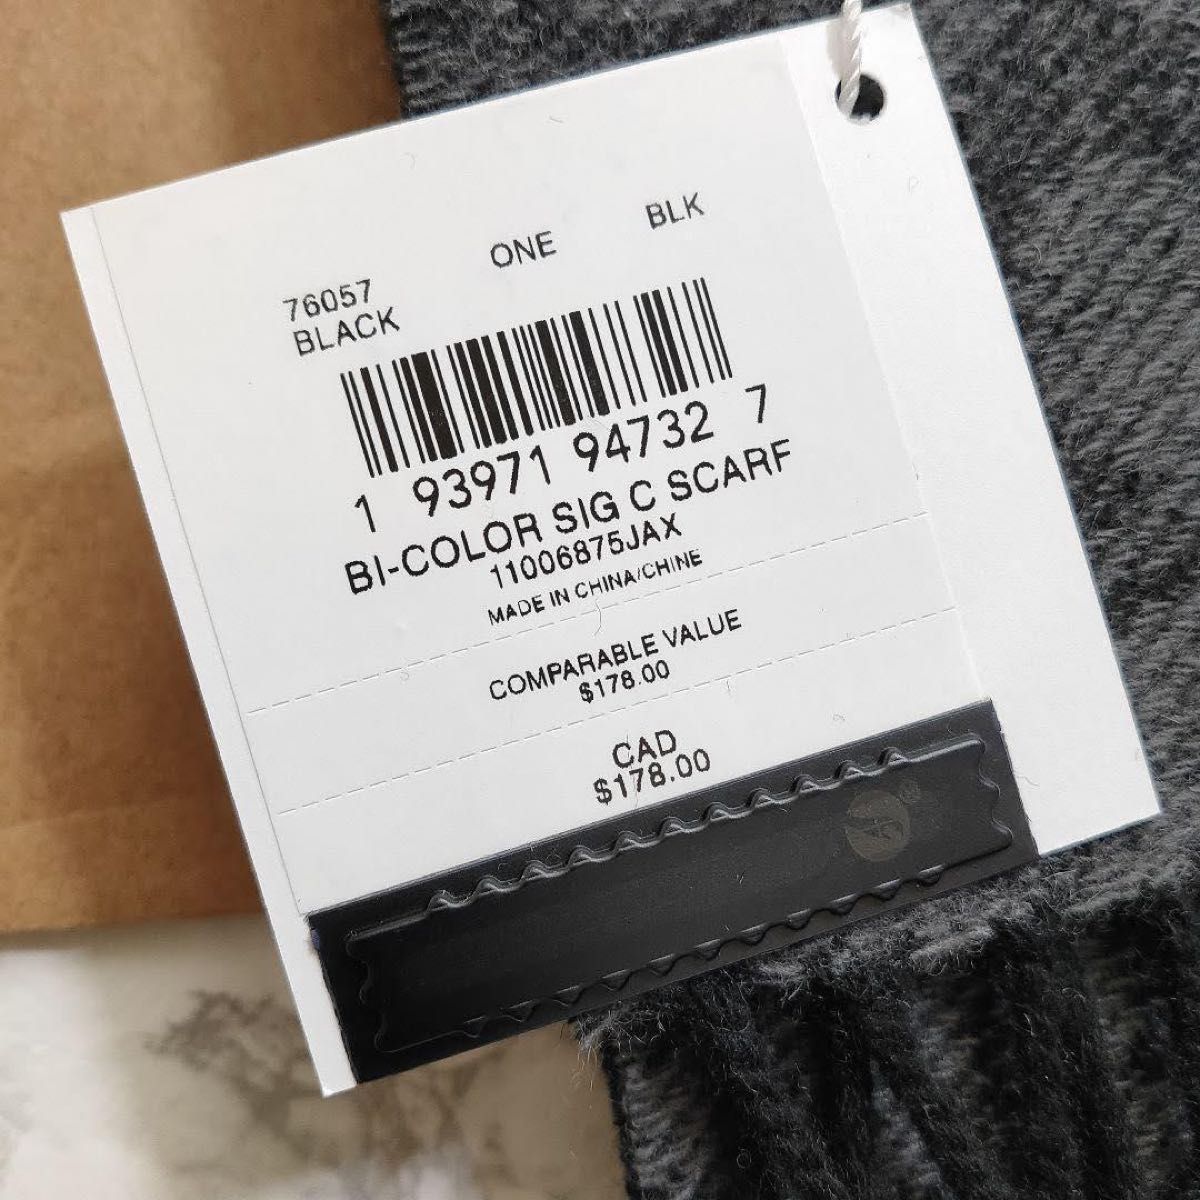 76057 ONE BLK
BLACK
1 93971 94732 7
BI-COLOR SIG C SCARF
11006875JAX
MADE IN CHINA/CHINE
COMPARABLE VALUE
$178.00
CAD
$178.00